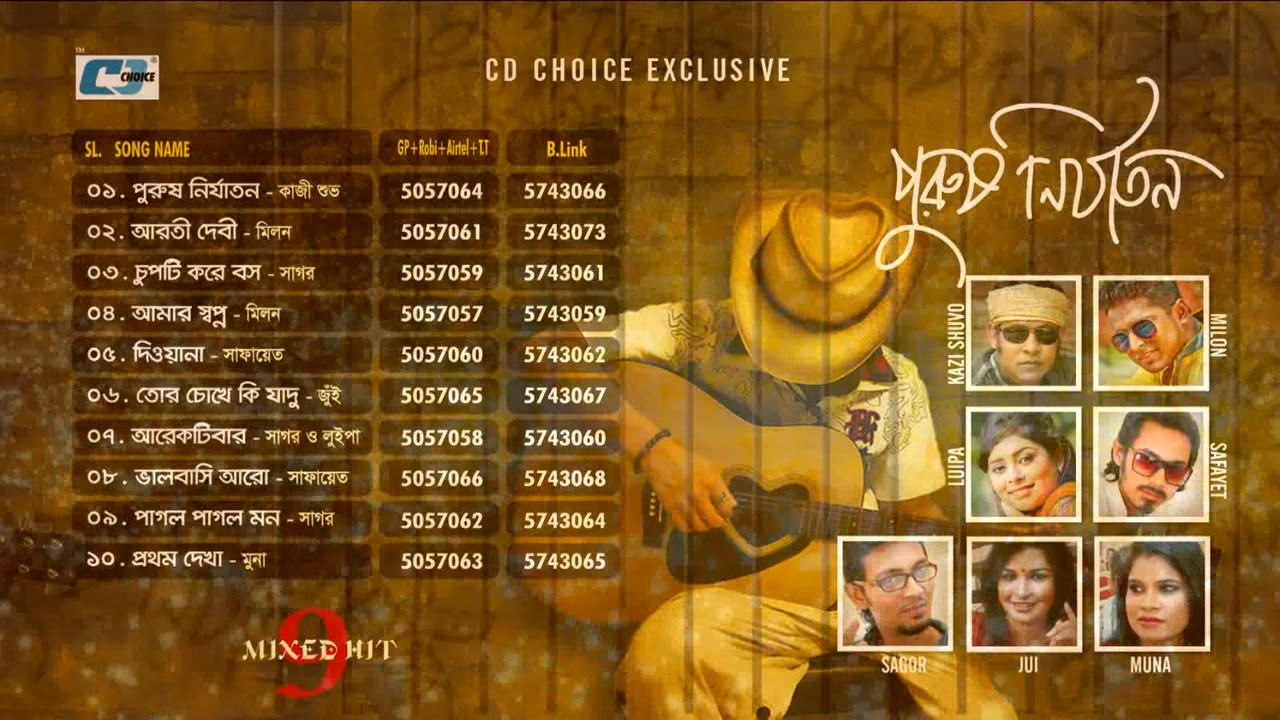 TM
CD CHOICE ®
CD CHOICE EXCLUSIVE
পুরুষ নির্যাতন
SL. SONG NAME GP+Robi+Airtel+T.T B.Link
০১. পুরুষ নির্যাতন - কাজী শুভ 5057064 5743066
০২. আরতী দেবী - মিলন 5057061 5743073
০৩. চুপটি করে বস - সাগর 5057059 5743061
০৪. আমার স্বপ্ন - মিলন 5057057 5743059
০৫. দিওয়ানা - সাফায়েত 5057060 5743062
০৬. তোর চোখে কি যাদু - জুঁই 5057065 5743067
০৭. আরেকটিবার - সাগর ও লুইপা 5057058 5743060
০৮. ভালবাসি আরো - সাফায়েত 5057066 5743068
০৯. পাগল পাগল মন - সাগর 5057062 5743064
১০. প্রথম দেখা - মুনা 5057063 5743065
MIXED HIT
9
KAZI SHUVO
MILON
LUIPA
SAFAYET
SAGOR
JUI
MUNA